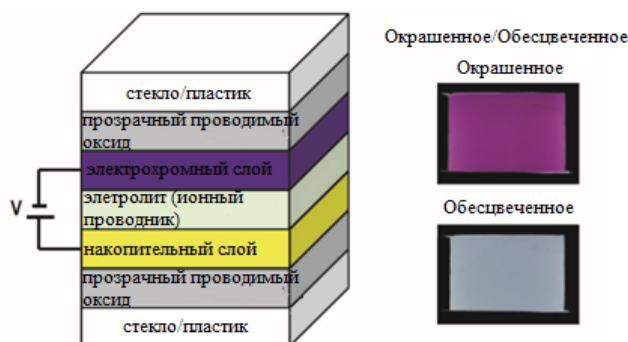 стекло/пластик
прозрачный проводимый
оксид
электрохромный слой
элетролит (ионный
проводник)
накопительный слой
прозрачный проводимый
оксид
стекло/пластик
V
Окрашенное/Обесцвеченное
Окрашенное
Обесцвеченное